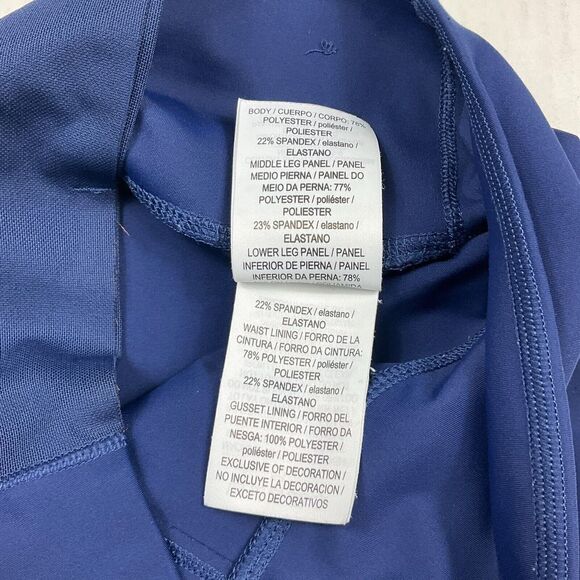 BODY / CUERPO / CORPO: 78%
POLYESTER / poliéster /
POLIESTER
22% SPANDEX / elastano /
ELASTANO
MIDDLE LEG PANEL / PANEL
MEDIO PIERNA / PAINEL DO
MEIO DA PERNA: 77%
POLYESTER / poliéster /
POLIESTER
23% SPANDEX / elastano /
ELASTANO
LOWER LEG PANEL / PANEL
INFERIOR DE PIERNA / PAINEL
INFERIOR DA PERNA: 78%
22% SPANDEX / elastano /
ELASTANO
WAIST LINING / FORRO DE LA
CINTURA / FORRO DA CINTURA:
78% POLYESTER / poliéster /
POLIESTER
22% SPANDEX / elastano /
ELASTANO
GUSSET LINING / FORRO DEL
PUENTE INTERIOR / FORRO DA
NESGA: 100% POLYESTER /
poliéster / POLIESTER
EXCLUSIVE OF DECORATION /
NO INCLUYE LA DECORACION /
EXCETO DECORATIVOS